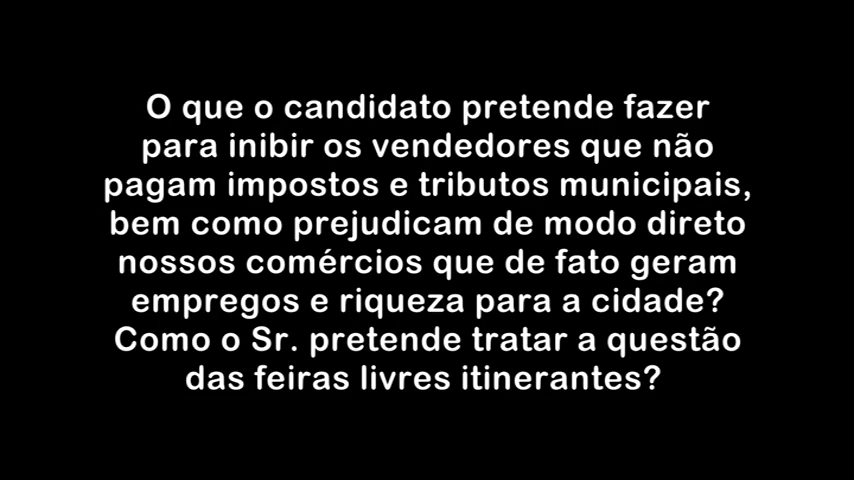 O que o candidato pretende fazer
para inibir os vendedores que não
pagam impostos e tributos municipais,
bem como prejudicam de modo direto
nossos comércios que de fato geram
empregos e riqueza para a cidade?
Como o Sr. pretende tratar a questão
das feiras livres itinerantes?